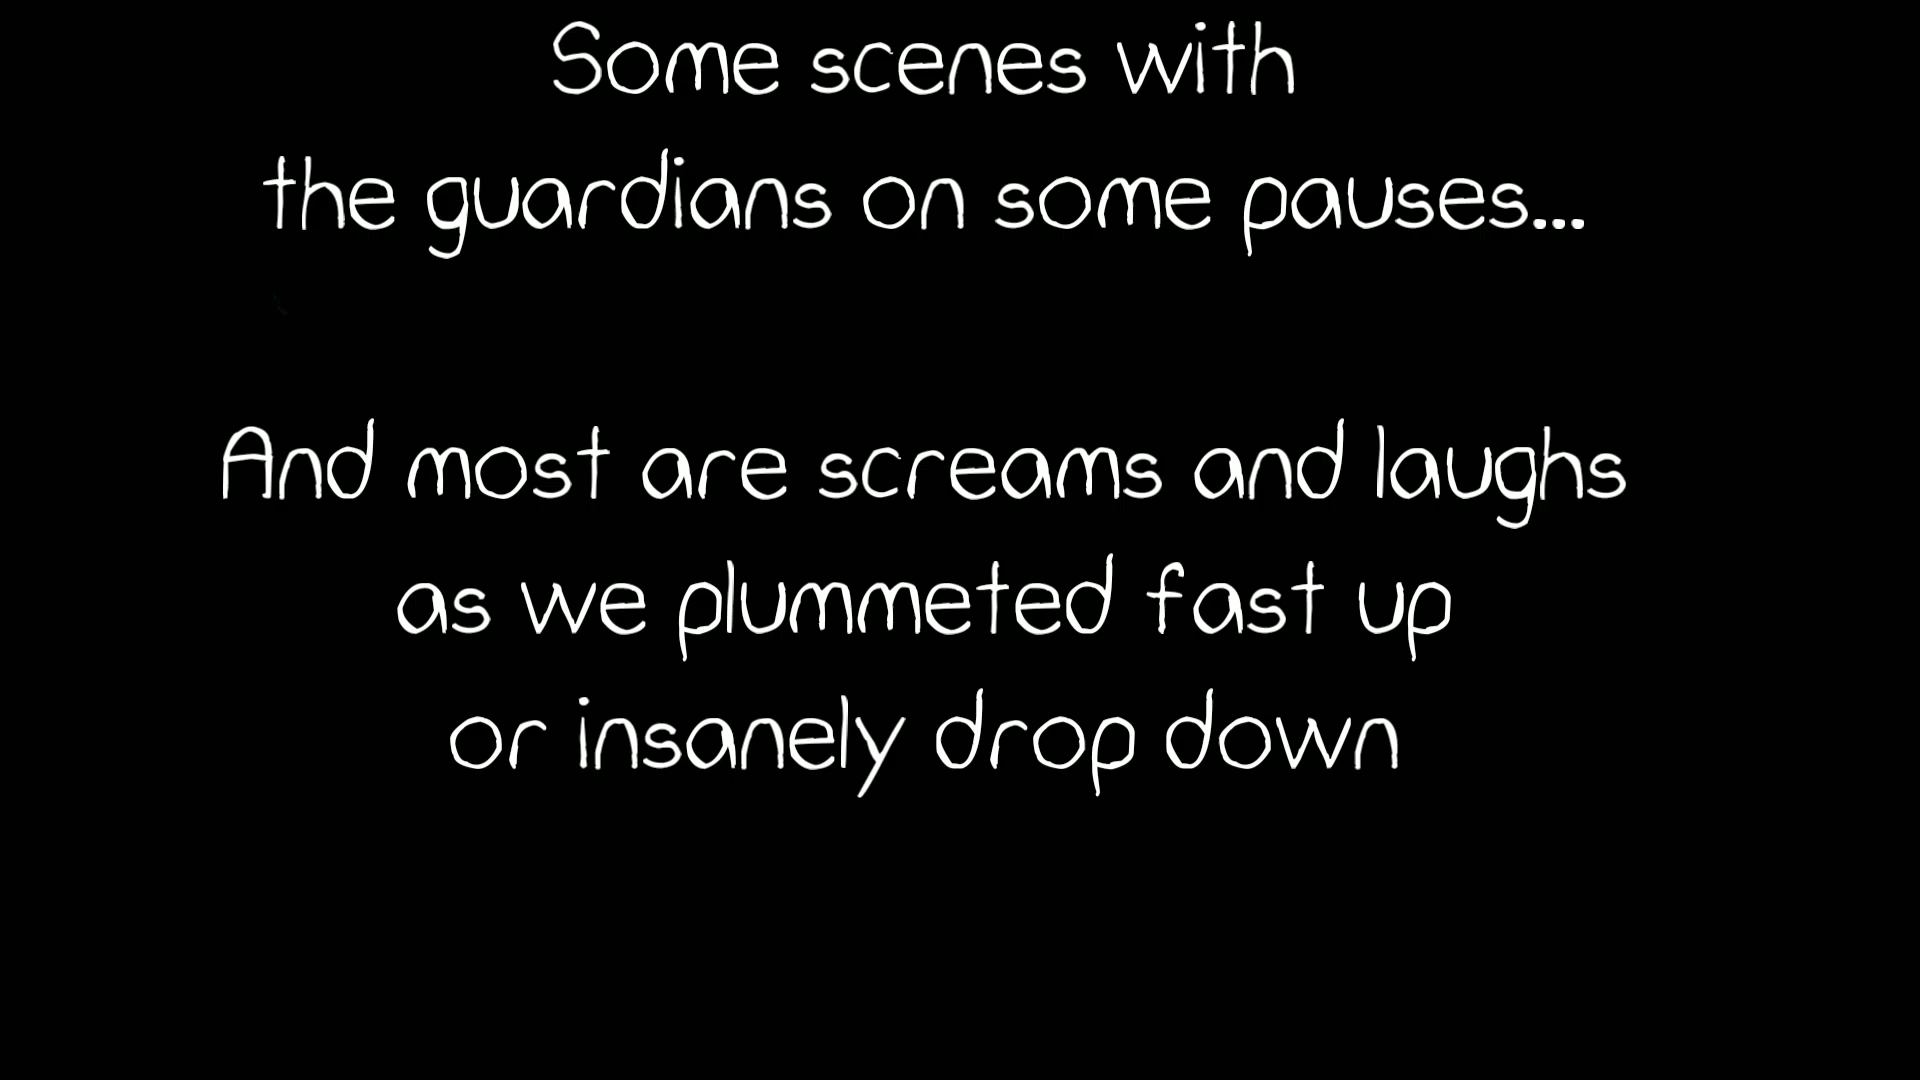 Some scenes with
the guardians on some pauses...
And most are screams and laughs
as we plummeted fast up
or insanely drop down